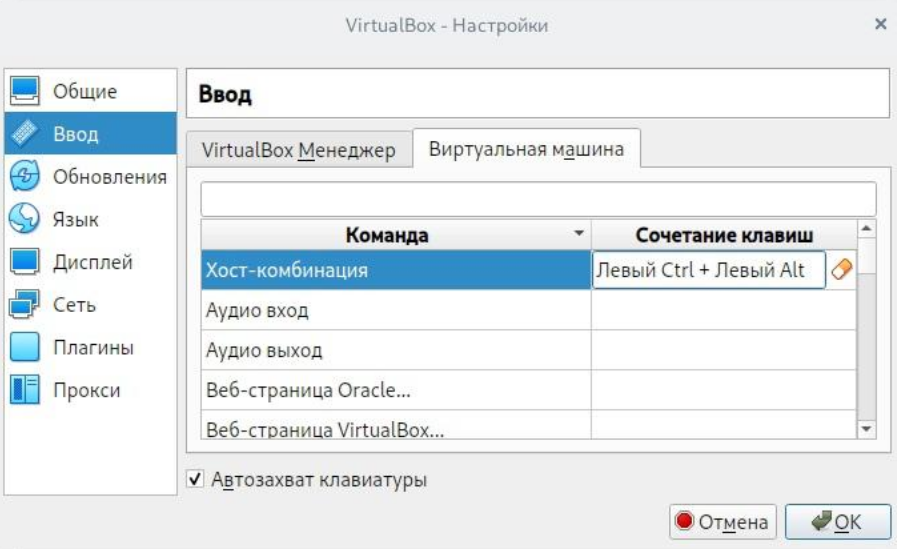 VirtualBox - Настройки
Общие
Ввод
Обновления
Язык
Дисплей
Сеть
Плагины
Прокси
Ввод
VirtualBox Менеджер
Виртуальная машина
Команда
Сочетание клавиш
Хост-комбинация
Левый Ctrl + Левый Alt
Аудио вход
Аудио выход
Веб-страница Oracle...
Веб-страница VirtualBox...
Автозахват клавиатуры
Отмена
OK